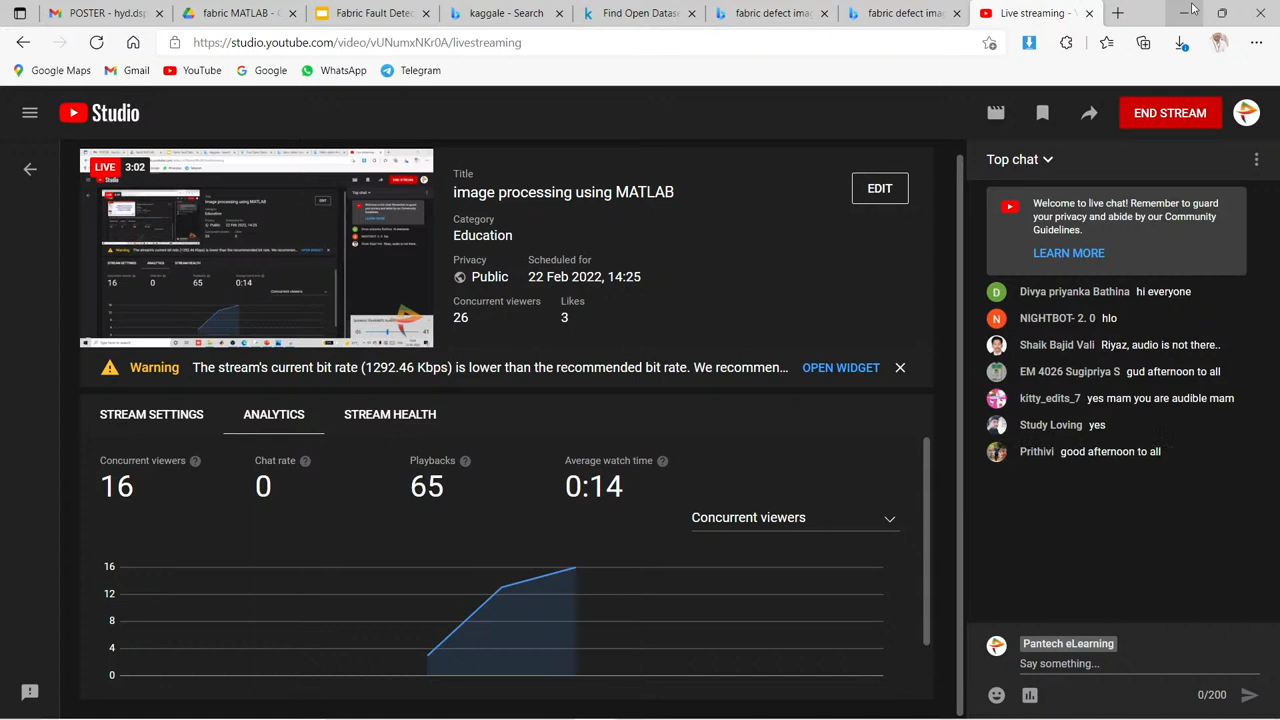 POSTER - hyd.dsp
fabric MATLAB - G
Fabric Fault Dete
kaggale - Search
Find Open Datase
fabric defect imag
fabric defect imag
Live streaming - Y
https://studio.youtube.com/video/vUNumxNKr0A/livestreaming
Google Maps
Gmail
YouTube
Google
WhatsApp
Telegram
Studio
END STREAM
LIVE 3:02
Title
image processing using MATLAB
EDIT
Category
Education
Privacy
Public
Scheduled for
22 Feb 2022, 14:25
Concurrent viewers
26
Likes
3
Warning The stream's current bit rate (1292.46 Kbps) is lower than the recommended bit rate. We recommen...
OPEN WIDGET
STREAM SETTINGS
ANALYTICS
STREAM HEALTH
Concurrent viewers
16
Chat rate
0
Playbacks
65
Average watch time
0:14
Concurrent viewers
16
12
8
4
0
Top chat
Welcome to live chat! Remember to guard
your privacy and abide by our Community
Guidelines.
LEARN MORE
D Divya priyanka Bathina hi everyone
N NIGHTBOT- 2. 0 hlo
Shaik Bajid Vali Riyaz, audio is not there..
EM 4026 Sugipriya S gud afternoon to all
kitty_edits_7 yes mam you are audible mam
Study Loving yes
Prithivi good afternoon to all
Pantech eLearning
Say something...
0/200